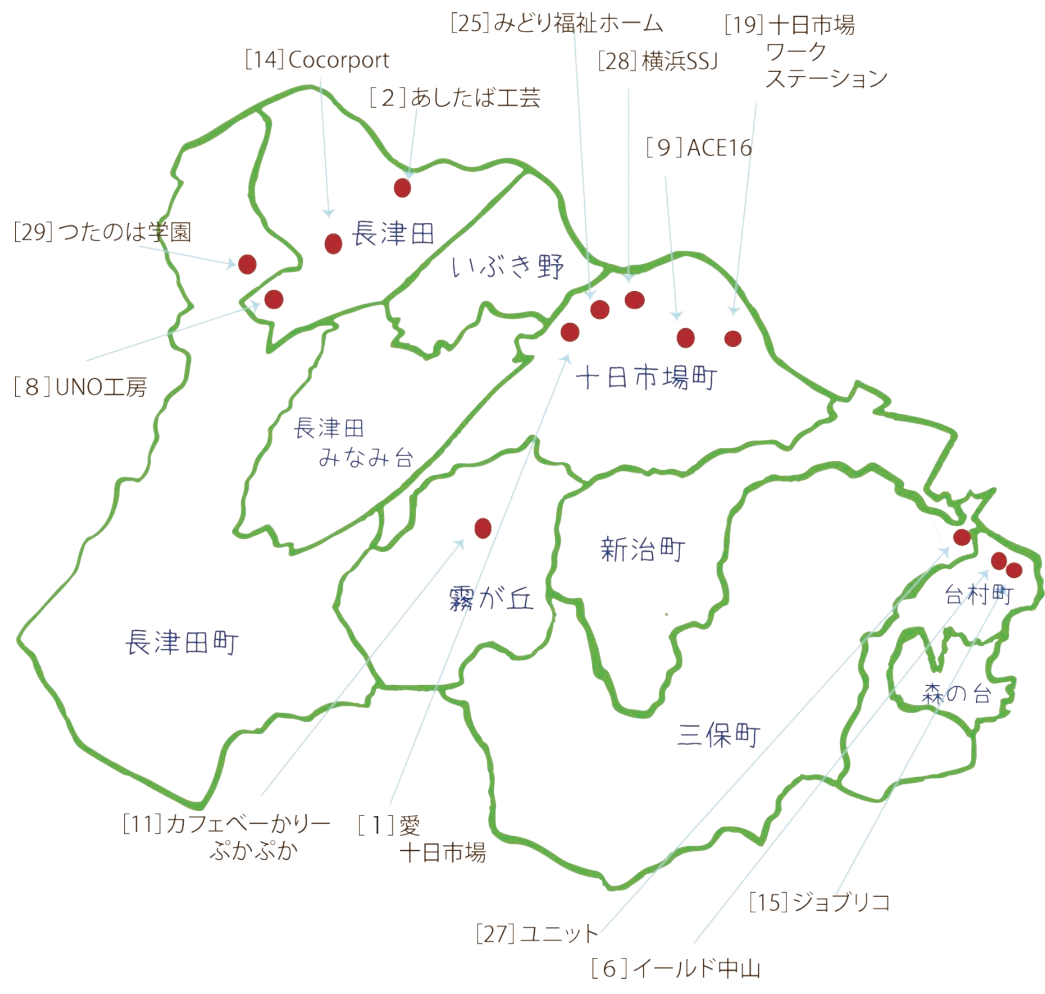 [25]みどり福祉ホーム
[19]十日市場
ワーク
ステーション
[14]Cocorport
[28]横浜SSJ
[２]あしたば工芸
[９]ACE16
[29]つたのは学園
長津田
いぶき野
[８]UNO工房
十日市場町
長津田
みなみ台
新治町
霧が丘
台村町
長津田町
森の台
三保町
[11]カフェベーかりー
ぷかぷか
[１]愛
十日市場
[15]ジョブリコ
[27]ユニット
[６]イールド中山